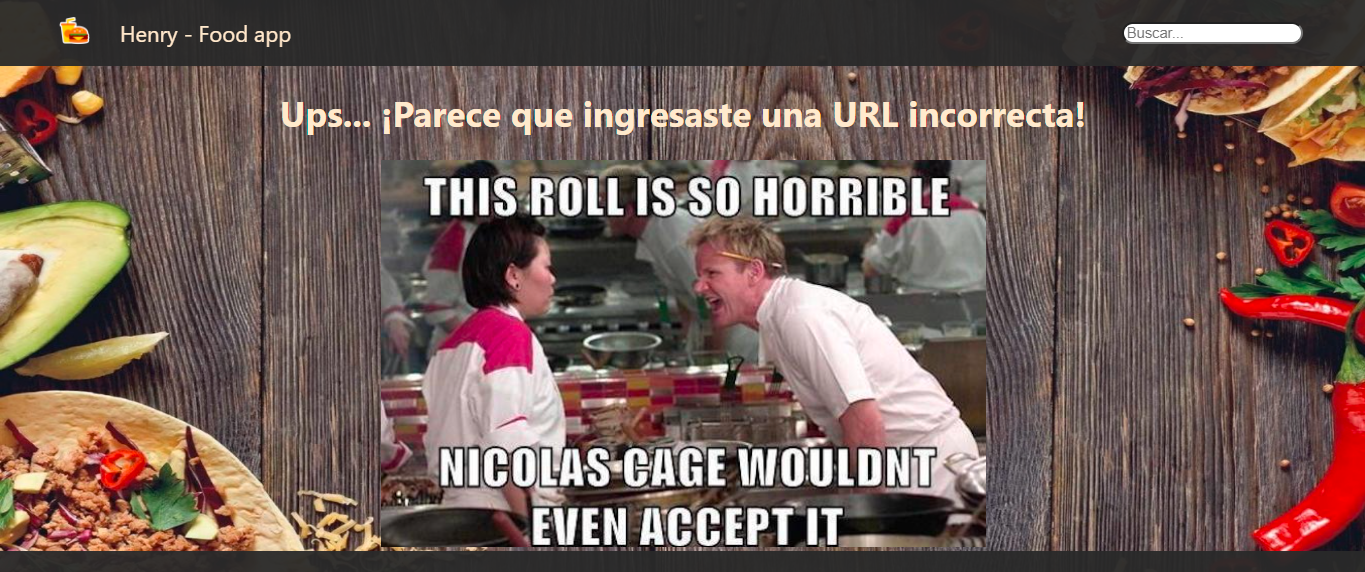 Henry - Food app
Buscar...
Ups... ¡Parece que ingresaste una URL incorrecta!
THIS ROLL IS SO HORRIBLE
NICOLAS CAGE WOULDNT
EVEN ACCEPT IT